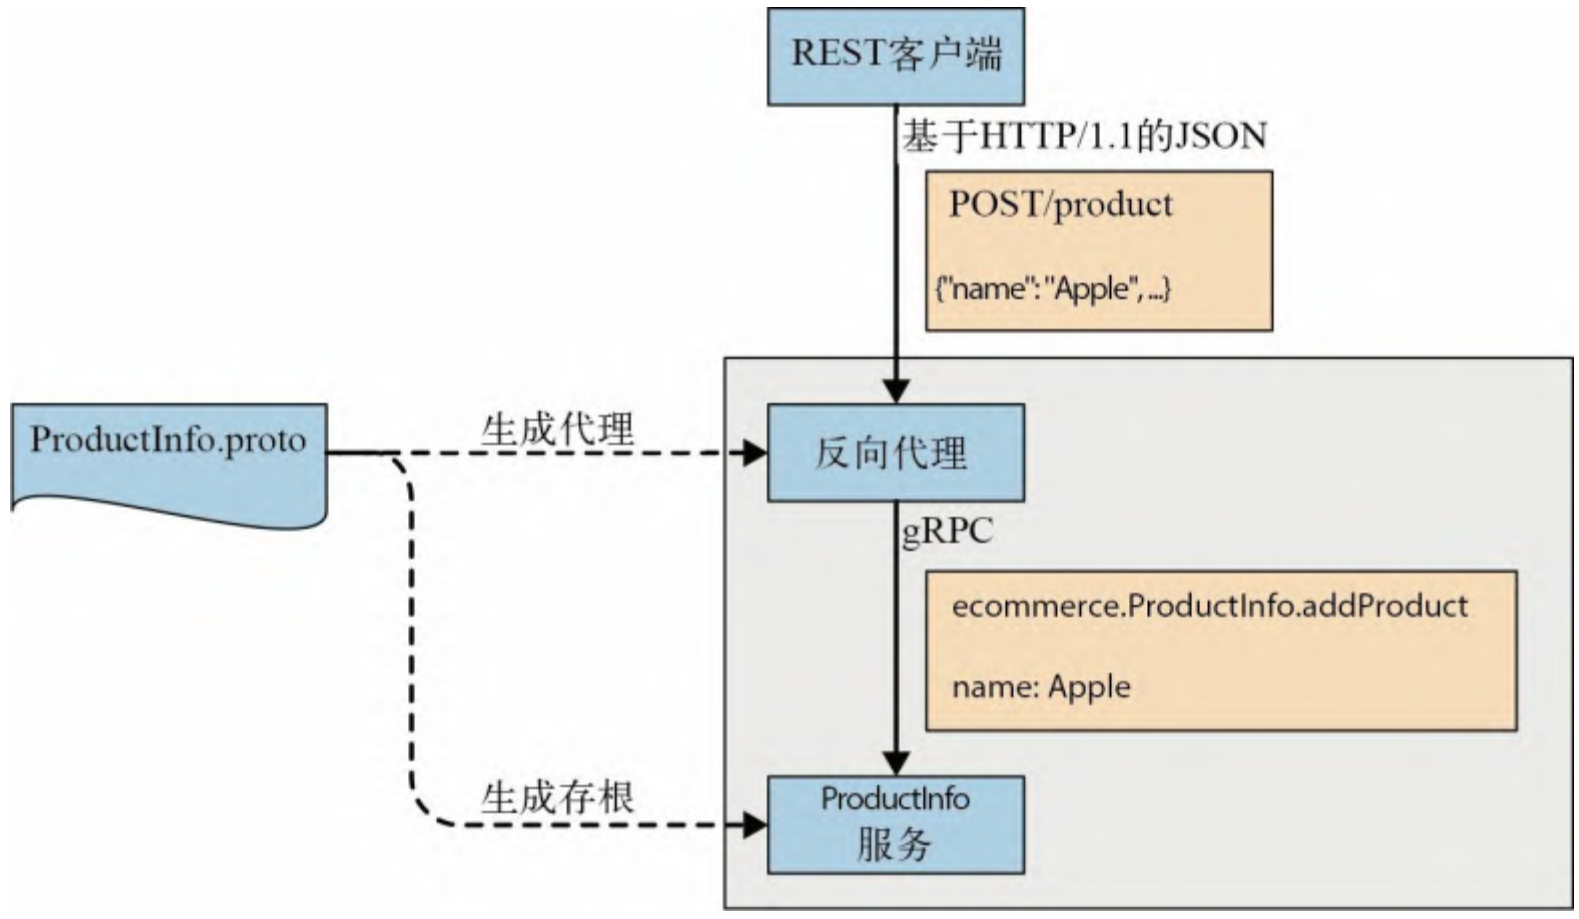 REST客户端
基于HTTP/1.1的JSON
POST/product
{"name": "Apple", ...}
ProductInfo.proto
生成代理
反向代理
gRPC
ecommerce.ProductInfo.addProduct
name: Apple
生成存根
ProductInfo
服务